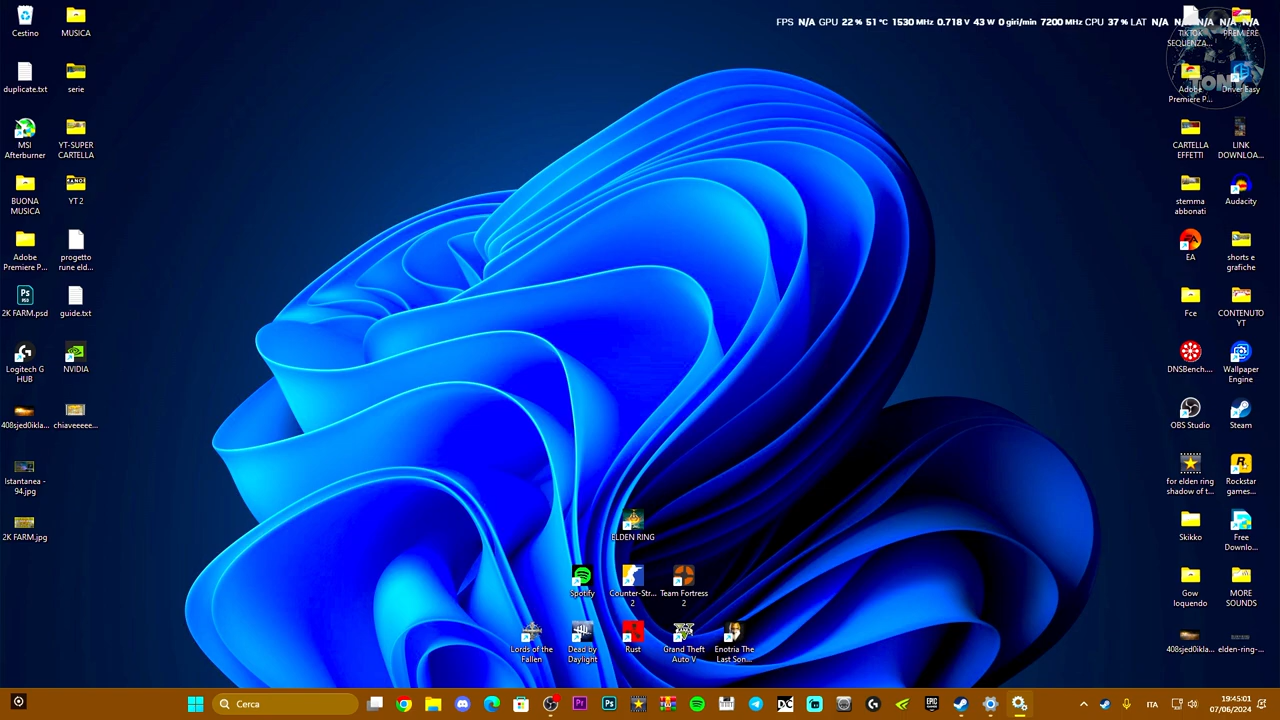 FPS N/A GPU 22 % 51 °C 1530 MHz 0.718 V 43 W 0 giri/min 7200 MHz CPU 37 % LAT N/A N/A N/A N/A N/A
Cestino
MUSICA
TIKTOK
SEQUENZA...
PREMIERE
duplicate.txt
serie
Adobe
Premiere P...
Driver Easy
TONY
MSI
Afterburner
YT-SUPER
CARTELLA
CARTELLA
EFFETTI
LINK
DOWNLOA...
BUONA
MUSICA
YT 2
stemma
abbonati
Audacity
Adobe
Premiere P...
progetto
rune eld...
EA
shorts e
grafiche
2K FARM.psd
guide.txt
Fce
CONTENUTO
YT
Logitech G
HUB
NVIDIA
DNSBench....
Wallpaper
Engine
408sjed0ikla...
chiaveeeee...
OBS Studio
Steam
Istantanea -
94.jpg
for elden ring
shadow of t...
Rockstar
games...
2K FARM.jpg
ELDEN RING
Skikko
Free
Downlo...
Spotify
Counter-Str...
2
Team Fortress
2
Gow
loquendo
MORE
SOUNDS
Lords of the
Fallen
Dead by
Daylight
Rust
Grand Theft
Auto V
Enotria The
Last Son...
408sjed0ikla...
elden-ring-...
Cerca
ITA
19:45:01
07/06/2024